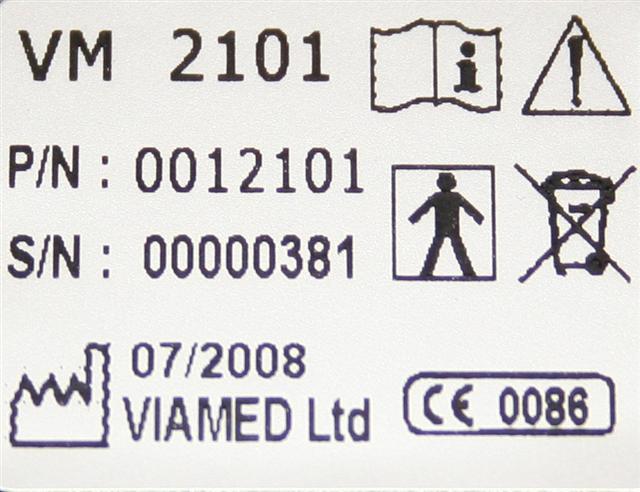 VM 2101
P/N : 0012101
S/N : 00000381
07/2008
VIAMED Ltd
CE 0086